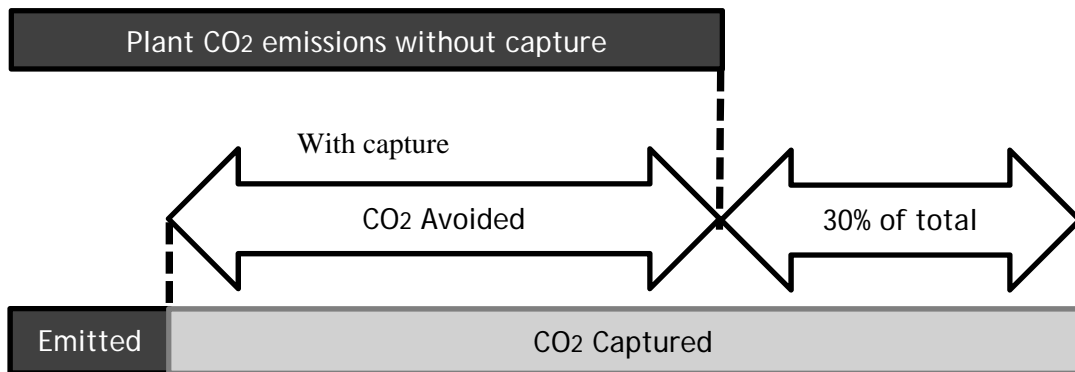 Plant CO2 emissions without capture
With capture
CO2 Avoided
30% of total
Emitted
CO2 Captured